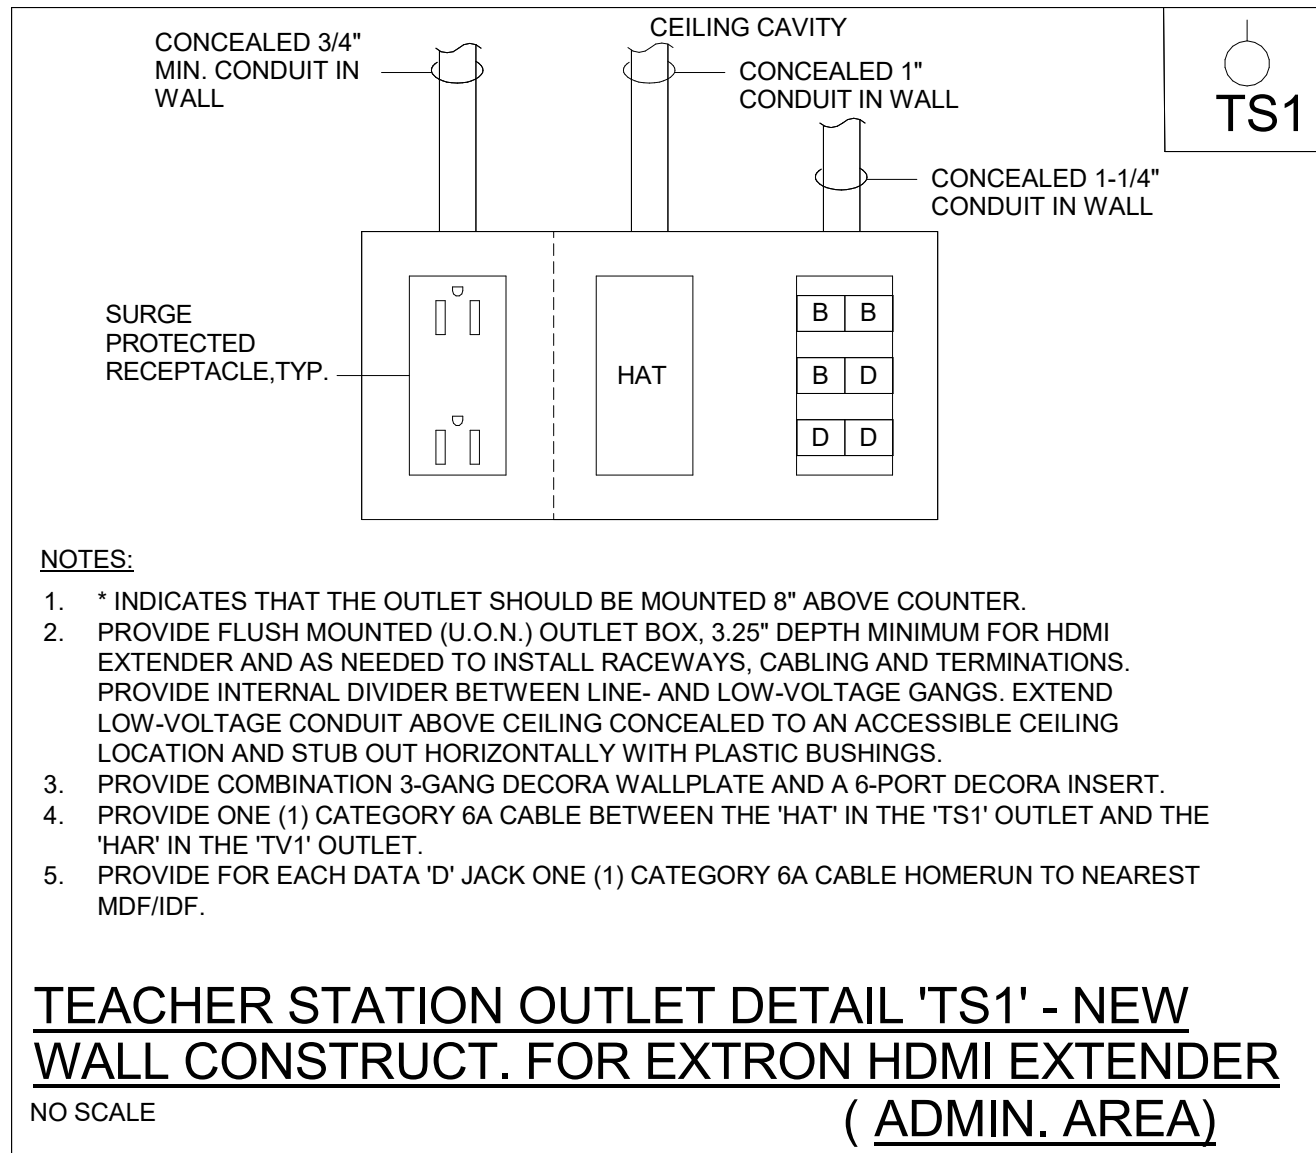 CEILING CAVITY
CONCEALED 3/4"
MIN. CONDUIT IN
WALL
CONCEALED 1"
CONDUIT IN WALL
TS1
CONCEALED 1-1/4"
CONDUIT IN WALL
SURGE
PROTECTED
RECEPTACLE,TYP.
HAT
B B
B D
D D
NOTES:
1. * INDICATES THAT THE OUTLET SHOULD BE MOUNTED 8" ABOVE COUNTER.
2. PROVIDE FLUSH MOUNTED (U.O.N.) OUTLET BOX, 3.25" DEPTH MINIMUM FOR HDMI
EXTENDER AND AS NEEDED TO INSTALL RACEWAYS, CABLING AND TERMINATIONS.
PROVIDE INTERNAL DIVIDER BETWEEN LINE- AND LOW-VOLTAGE GANGS. EXTEND
LOW-VOLTAGE CONDUIT ABOVE CEILING CONCEALED TO AN ACCESSIBLE CEILING
LOCATION AND STUB OUT HORIZONTALLY WITH PLASTIC BUSHINGS.
3. PROVIDE COMBINATION 3-GANG DECORA WALLPLATE AND A 6-PORT DECORA INSERT.
4. PROVIDE ONE (1) CATEGORY 6A CABLE BETWEEN THE 'HAT' IN THE 'TS1' OUTLET AND THE
'HAR' IN THE 'TV1' OUTLET.
5. PROVIDE FOR EACH DATA 'D' JACK ONE (1) CATEGORY 6A CABLE HOMERUN TO NEAREST
MDF/IDF.
TEACHER STATION OUTLET DETAIL 'TS1' - NEW
WALL CONSTRUCT. FOR EXTRON HDMI EXTENDER
NO SCALE
( ADMIN. AREA)